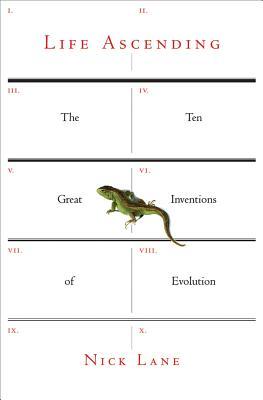 I. II.
LIFE ASCENDING
III. IV.
The Ten
V. VI.
Great Inventions
VII. VIII.
of Evolution
IX. X.
NICK LANE